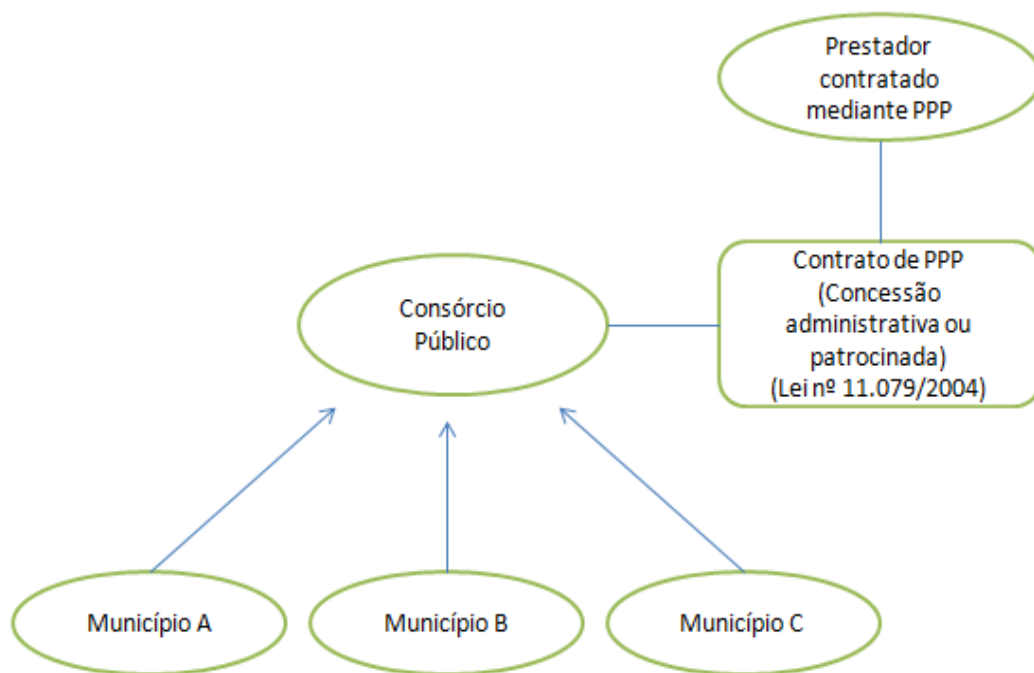 Prestador
contratado
mediante PPP
Contrato de PPP
(Concessão
administrativa ou
patrocinada)
(Lei nº 11.079/2004)
Consórcio
Público
Município A
Município B
Município C